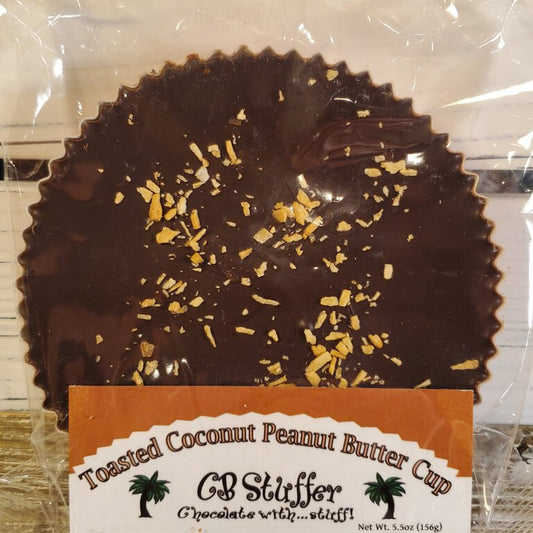 Toasted Coconut Peanut Butter Cup
CB Stuffer
Chocolate with...stuff!
Net Wt. 5.5oz (156g)